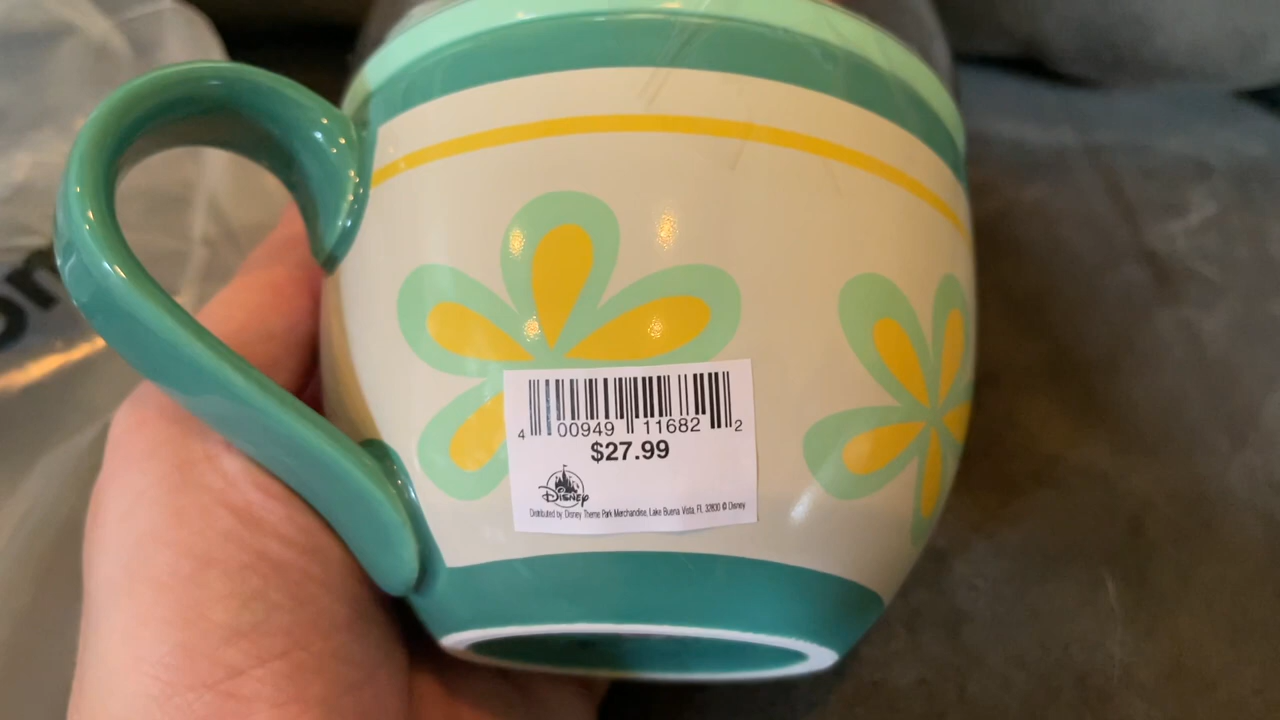 on
4 00949 11682 2
$27.99
Disney
Distributed by: Disney Theme Park Merchandise, Lake Buena Vista, FL 32830 © Disney